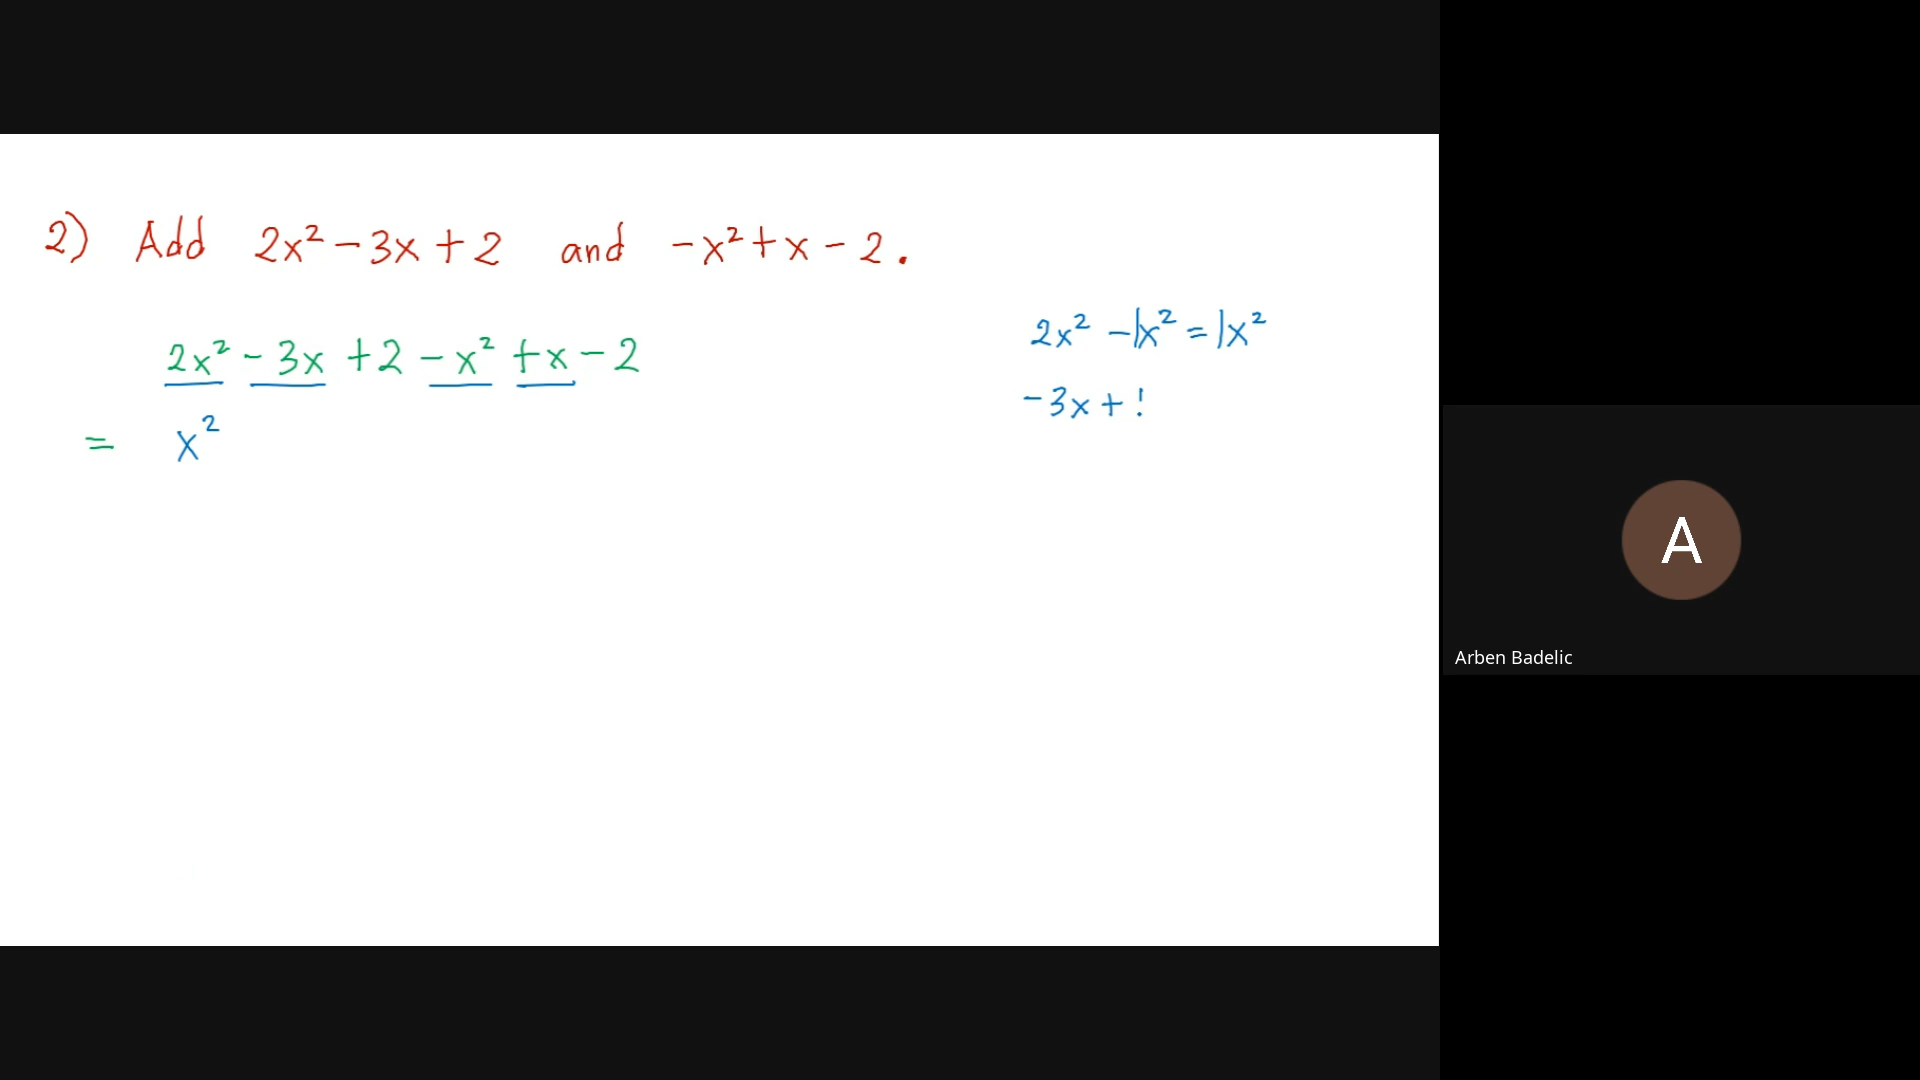 2) Add 2x² - 3x + 2 and -x² + x - 2.
2x² - 3x + 2 - x² + x - 2
= x²
2x² - 1x² = 1x²
-3x + !
A
Arben Badelic